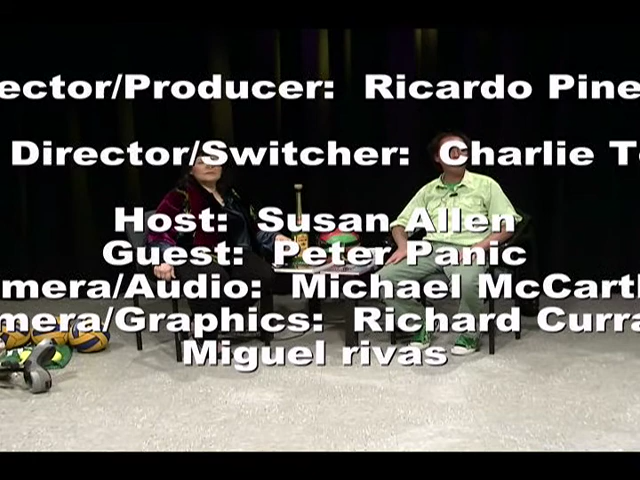 ector/Producer: Ricardo Pine
Director/Switcher: Charlie T
Host: Susan Allen
Guest: Peter Panic
mera/Audio: Michael McCart
mera/Graphics: Richard Curra
Miguel rivas